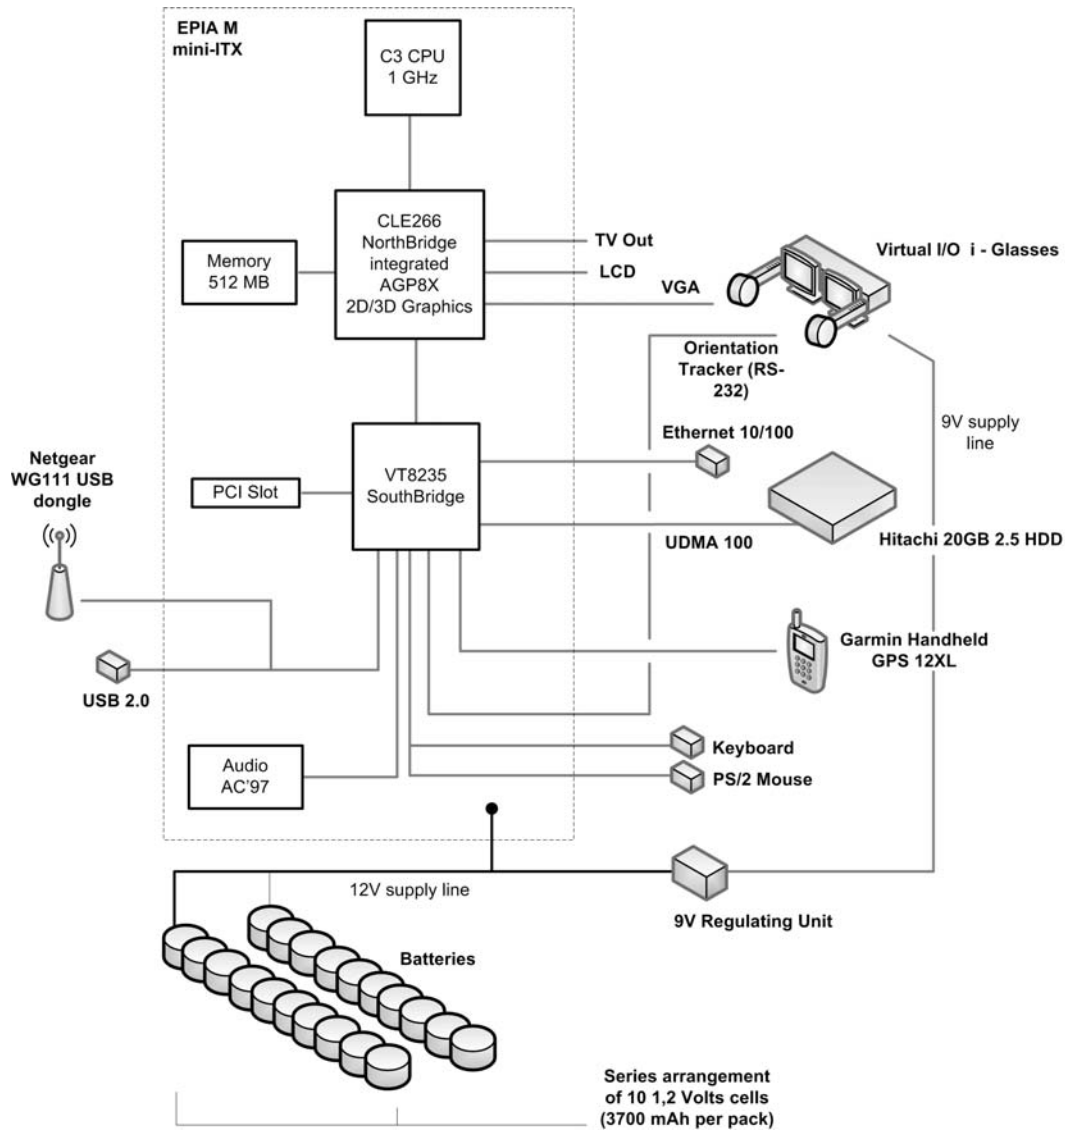 EPIA M
mini-ITX
C3 CPU
1 GHz
CLE266
NorthBridge
integrated
AGP8X
2D/3D Graphics
Memory
512 MB
TV Out
LCD
VGA
Virtual I/O i - Glasses
Orientation
Tracker (RS-
232)
9V supply
line
Ethernet 10/100
Netgear
WG111 USB
dongle
PCI Slot
VT8235
SouthBridge
UDMA 100
Hitachi 20GB 2.5 HDD
Garmin Handheld
GPS 12XL
USB 2.0
Audio
AC'97
Keyboard
PS/2 Mouse
12V supply line
9V Regulating Unit
Batteries
Series arrangement
of 10 1,2 Volts cells
(3700 mAh per pack)